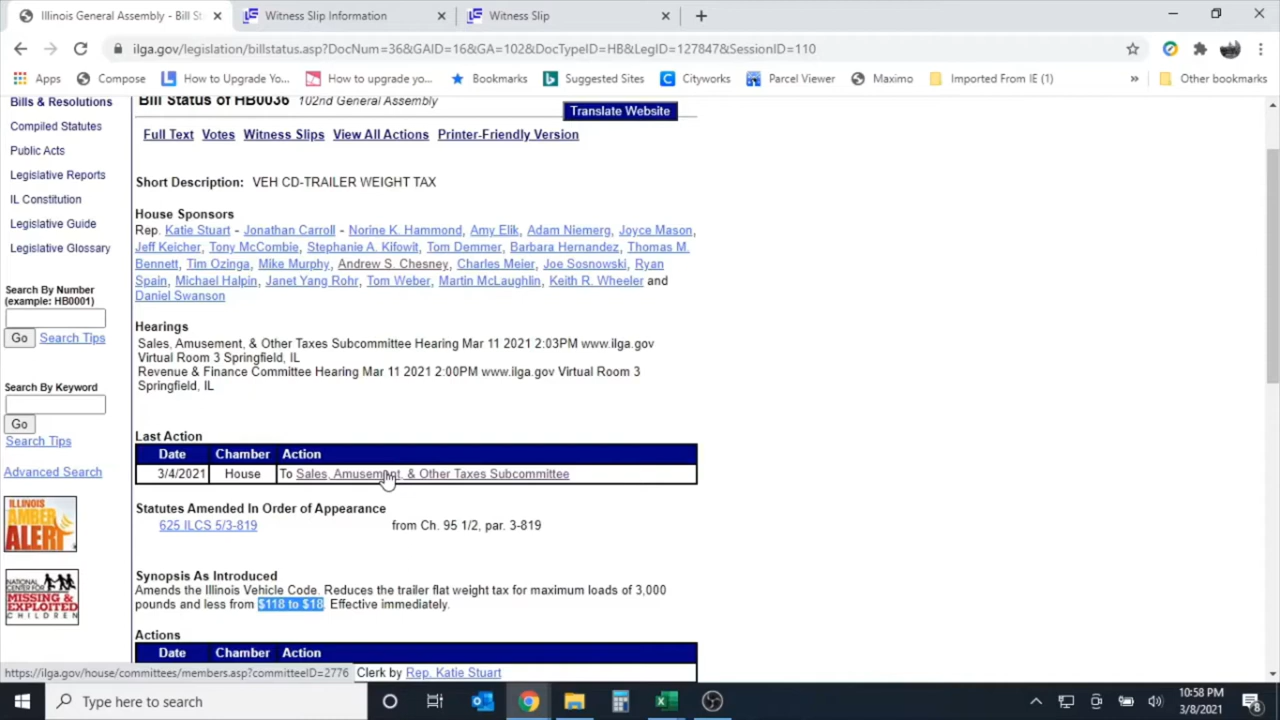 Illinois General Assembly - Bill St
Witness Slip Information
Witness Slip
ilga.gov/legislation/billstatus.asp?DocNum=36&GAID=16&GA=102&DocTypeID=HB&LegID=127847&SessionID=110
Apps Compose How to Upgrade Yo... How to upgrade yo... Bookmarks Suggested Sites Cityworks Parcel Viewer Maximo Imported From IE (1) » Other bookmarks
Bills & Resolutions
Compiled Statutes
Public Acts
Legislative Reports
IL Constitution
Legislative Guide
Legislative Glossary
Search By Number
(example: HB0001)
Go Search Tips
Search By Keyword
Go
Search Tips
Advanced Search
ILLINOIS
AMBER
ALERT
NATIONAL
CENTER FOR
MISSING &
EXPLOITED
CHILDREN
Bill Status of HB0036 102nd General Assembly
Translate Website
Full Text Votes Witness Slips View All Actions Printer-Friendly Version
Short Description: VEH CD-TRAILER WEIGHT TAX
House Sponsors
Rep. Katie Stuart - Jonathan Carroll - Norine K. Hammond, Amy Elik, Adam Niemerg, Joyce Mason,
Jeff Keicher, Tony McCombie, Stephanie A. Kifowit, Tom Demmer, Barbara Hernandez, Thomas M.
Bennett, Tim Ozinga, Mike Murphy, Andrew S. Chesney, Charles Meier, Joe Sosnowski, Ryan
Spain, Michael Halpin, Janet Yang Rohr, Tom Weber, Martin McLaughlin, Keith R. Wheeler and
Daniel Swanson
Hearings
Sales, Amusement, & Other Taxes Subcommittee Hearing Mar 11 2021 2:03PM www.ilga.gov
Virtual Room 3 Springfield, IL
Revenue & Finance Committee Hearing Mar 11 2021 2:00PM www.ilga.gov Virtual Room 3
Springfield, IL
Last Action
Date Chamber Action
3/4/2021 House To Sales, Amusement, & Other Taxes Subcommittee
Statutes Amended In Order of Appearance
625 ILCS 5/3-819 from Ch. 95 1/2, par. 3-819
Synopsis As Introduced
Amends the Illinois Vehicle Code. Reduces the trailer flat weight tax for maximum loads of 3,000
pounds and less from $118 to $18. Effective immediately.
Actions
Date Chamber Action
Clerk by Rep. Katie Stuart
https://ilga.gov/house/committees/members.asp?committeeID=2776
Type here to search
10:58 PM
3/8/2021
8